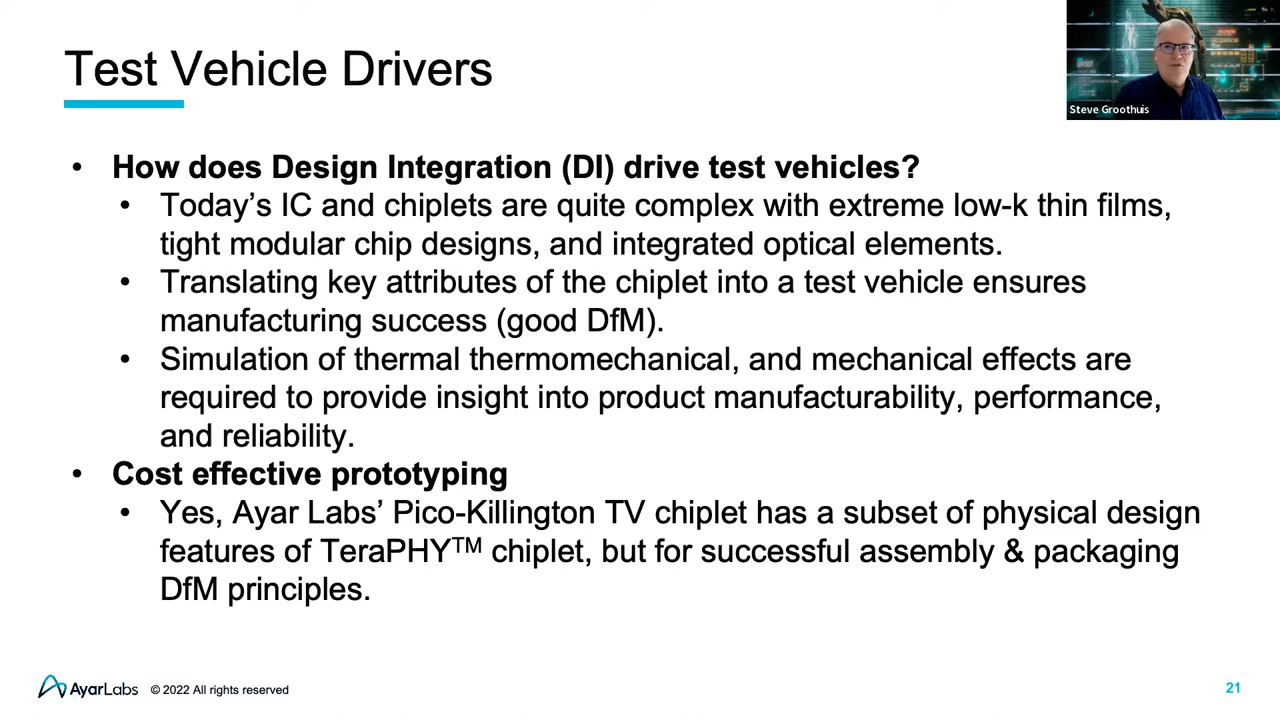 Test Vehicle Drivers
Steve Groothuis
• How does Design Integration (DI) drive test vehicles?
• Today’s IC and chiplets are quite complex with extreme low-k thin films,
tight modular chip designs, and integrated optical elements.
• Translating key attributes of the chiplet into a test vehicle ensures
manufacturing success (good DfM).
• Simulation of thermal thermomechanical, and mechanical effects are
required to provide insight into product manufacturability, performance,
and reliability.
• Cost effective prototyping
• Yes, Ayar Labs’ Pico-Killington TV chiplet has a subset of physical design
features of TeraPHY™ chiplet, but for successful assembly & packaging
DfM principles.
AyarLabs © 2022 All rights reserved
21